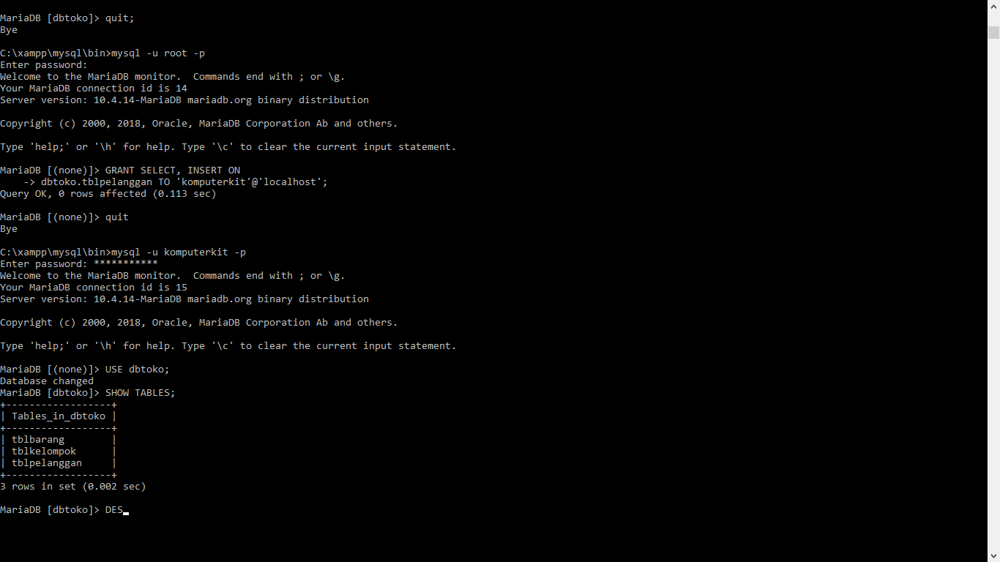 MariaDB [dbtoko]> quit;
Bye
C:\xampp\mysql\bin>mysql -u root -p
Enter password:
Welcome to the MariaDB monitor.  Commands end with ; or \g.
Your MariaDB connection id is 14
Server version: 10.4.14-MariaDB mariadb.org binary distribution
Copyright (c) 2000, 2018, Oracle, MariaDB Corporation Ab and others.
Type 'help;' or '\h' for help. Type '\c' to clear the current input statement.
MariaDB [(none)]> GRANT SELECT, INSERT ON
    -> dbtoko.tblpelanggan TO 'komputerkit'@'localhost';
Query OK, 0 rows affected (0.113 sec)
MariaDB [(none)]> quit
Bye
C:\xampp\mysql\bin>mysql -u komputerkit -p
Enter password: ***********
Welcome to the MariaDB monitor.  Commands end with ; or \g.
Your MariaDB connection id is 15
Server version: 10.4.14-MariaDB mariadb.org binary distribution
Copyright (c) 2000, 2018, Oracle, MariaDB Corporation Ab and others.
Type 'help;' or '\h' for help. Type '\c' to clear the current input statement.
MariaDB [(none)]> USE dbtoko;
Database changed
MariaDB [dbtoko]> SHOW TABLES;
+------------------+
| Tables_in_dbtoko |
+------------------+
| tblbarang        |
| tblkelompok      |
| tblpelanggan     |
+------------------+
3 rows in set (0.002 sec)
MariaDB [dbtoko]> DES